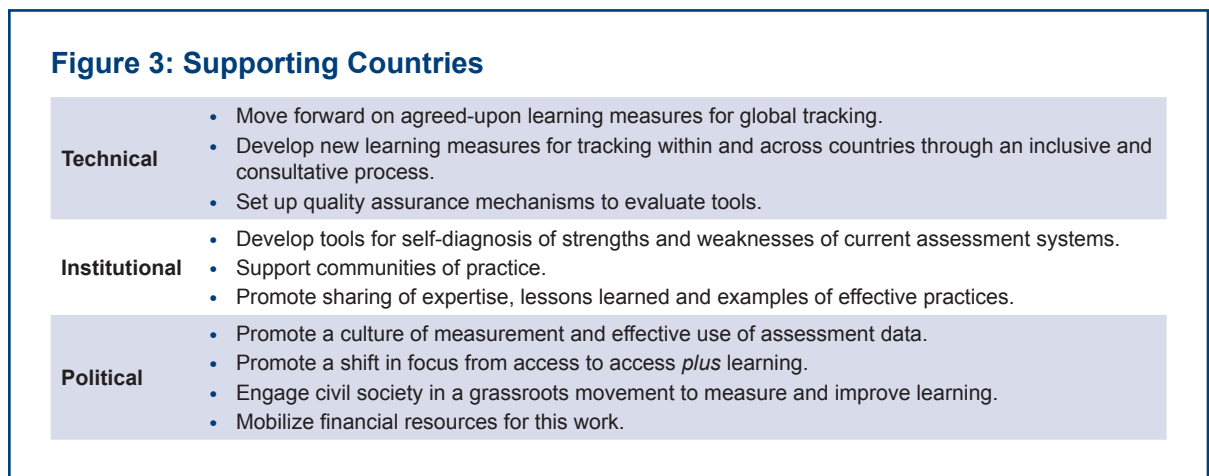 Figure 3: Supporting Countries
Technical
• Move forward on agreed-upon learning measures for global tracking.
• Develop new learning measures for tracking within and across countries through an inclusive and
consultative process.
• Set up quality assurance mechanisms to evaluate tools.
Institutional
• Develop tools for self-diagnosis of strengths and weaknesses of current assessment systems.
• Support communities of practice.
• Promote sharing of expertise, lessons learned and examples of effective practices.
Political
• Promote a culture of measurement and effective use of assessment data.
• Promote a shift in focus from access to access plus learning.
• Engage civil society in a grassroots movement to measure and improve learning.
• Mobilize financial resources for this work.